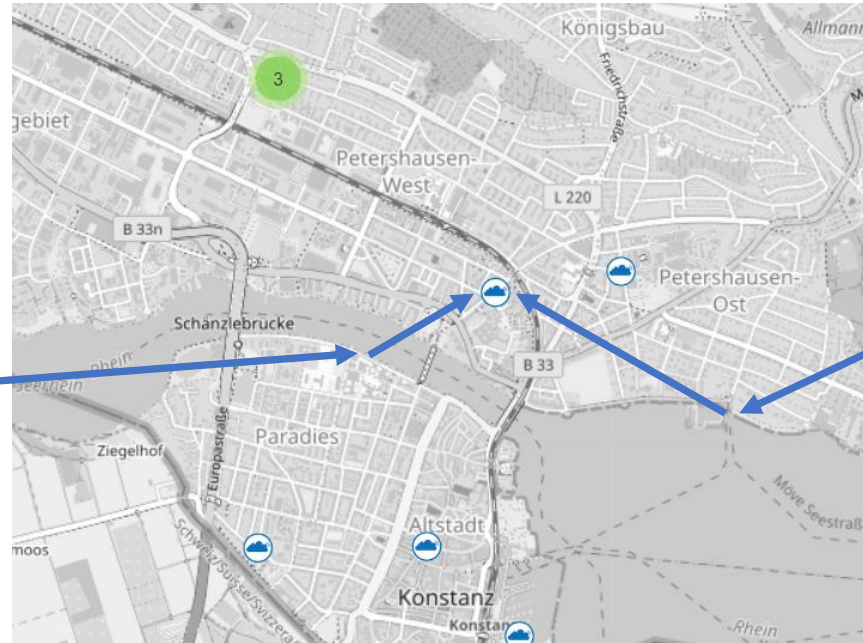 Königsbau
Allmann
Friedrichstraße
3
gebiet
Petershausen-
West
L 220
B 33n
Petershausen-
Ost
Schänzlebrücke
Rhein
Seerhein
B 33
Paradies
Ziegelhof
Europastraße
Move Seestraß
moos
Schweiz/Suisse/Svizzera
Altstadt
Konstanz
Konstan
Rhein